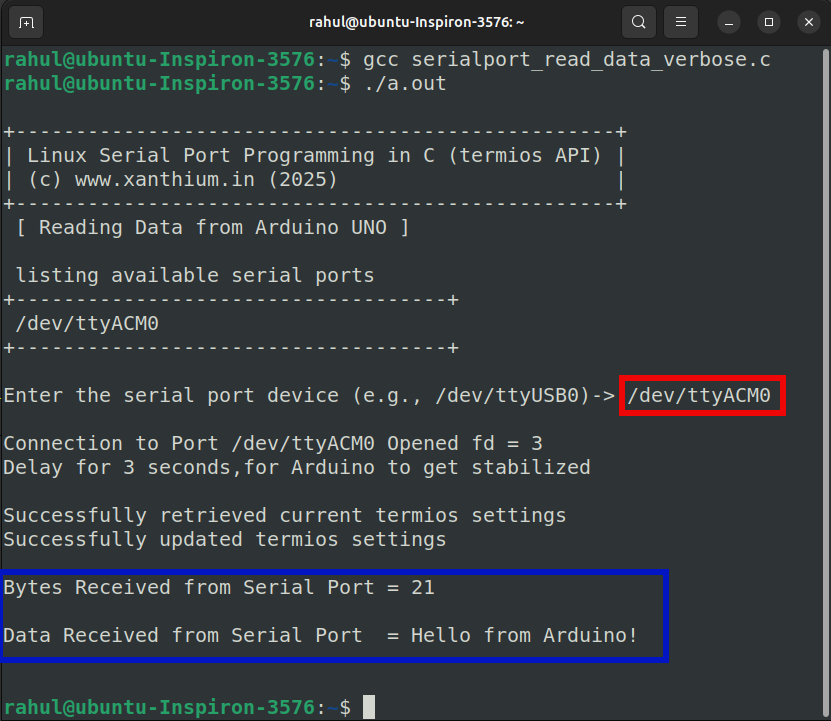 rahul@ubuntu-Inspiron-3576: ~
rahul@ubuntu-Inspiron-3576:~$ gcc serialport_read_data_verbose.c
rahul@ubuntu-Inspiron-3576:~$ ./a.out
+--------------------------------------------------+
| Linux Serial Port Programming in C (termios API) |
| (c) www.xanthium.in (2025)                       |
+--------------------------------------------------+
[ Reading Data from Arduino UNO ]
listing available serial ports
+------------------------------------+
/dev/ttyACM0
+------------------------------------+
Enter the serial port device (e.g., /dev/ttyUSB0)-> /dev/ttyACM0
Connection to Port /dev/ttyACM0 Opened fd = 3
Delay for 3 seconds,for Arduino to get stabilized
Successfully retrieved current termios settings
Successfully updated termios settings
Bytes Received from Serial Port = 21
Data Received from Serial Port  = Hello from Arduino!
rahul@ubuntu-Inspiron-3576:~$